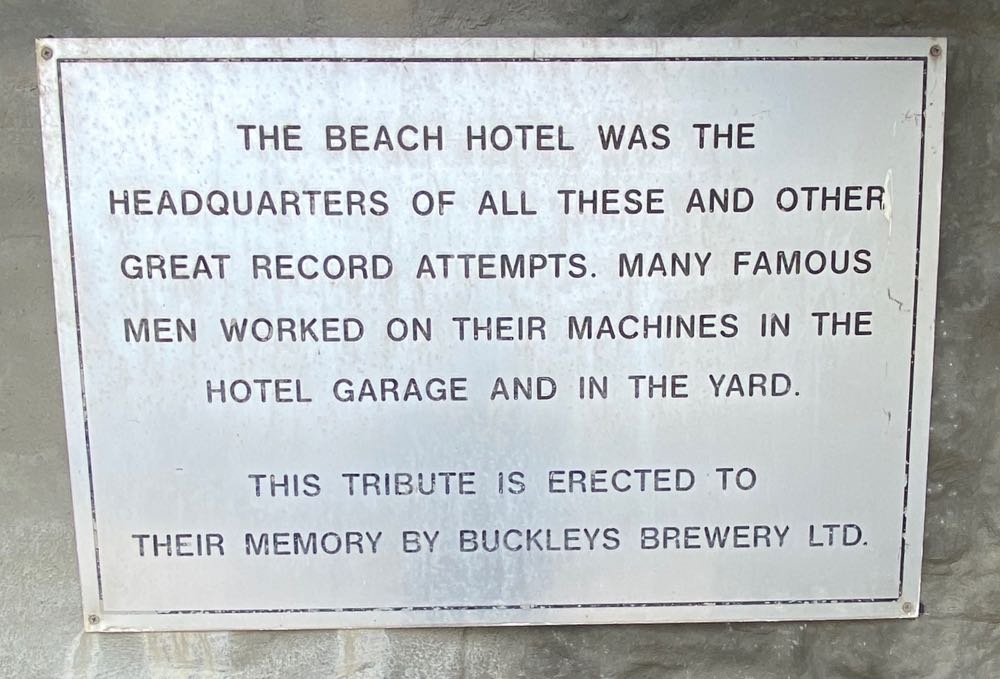 THE BEACH HOTEL WAS THE
HEADQUARTERS OF ALL THESE AND OTHER
GREAT RECORD ATTEMPTS. MANY FAMOUS
MEN WORKED ON THEIR MACHINES IN THE
HOTEL GARAGE AND IN THE YARD.
THIS TRIBUTE IS ERECTED TO
THEIR MEMORY BY BUCKLEYS BREWERY LTD.